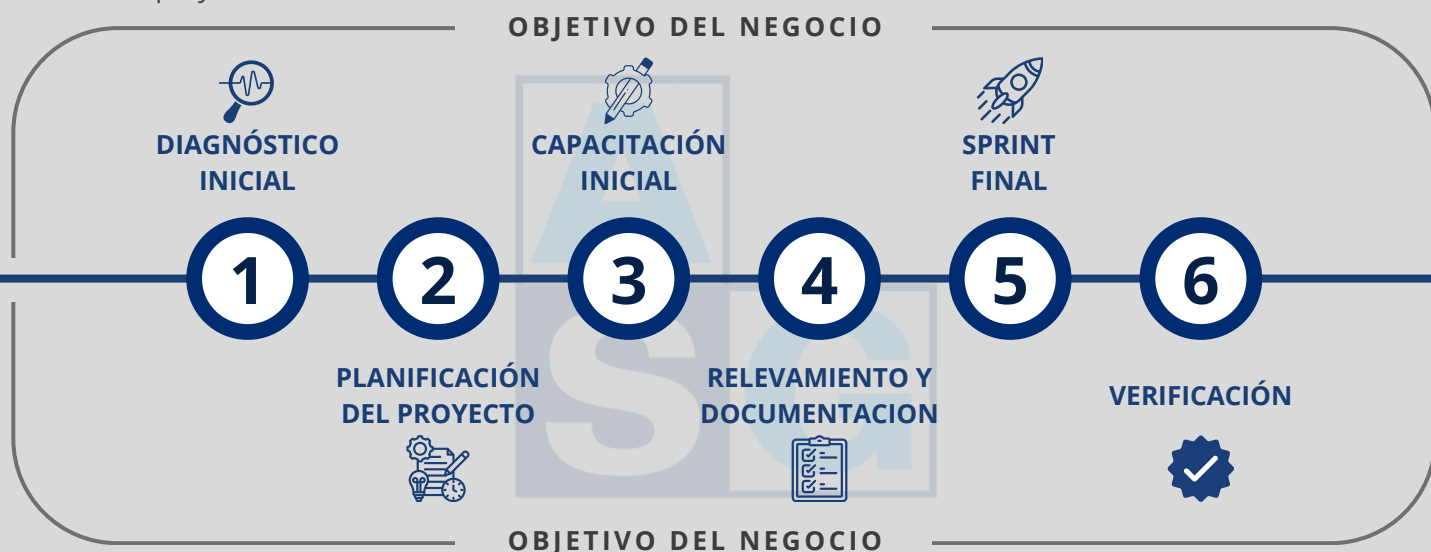 OBJETIVO DEL NEGOCIO
DIAGNÓSTICO
INICIAL
CAPACITACIÓN
INICIAL
SPRINT
FINAL
1 2 3 4 5 6
PLANIFICACIÓN
DEL PROYECTO
RELEVAMIENTO Y
DOCUMENTACION
VERIFICACIÓN
A
S G
OBJETIVO DEL NEGOCIO